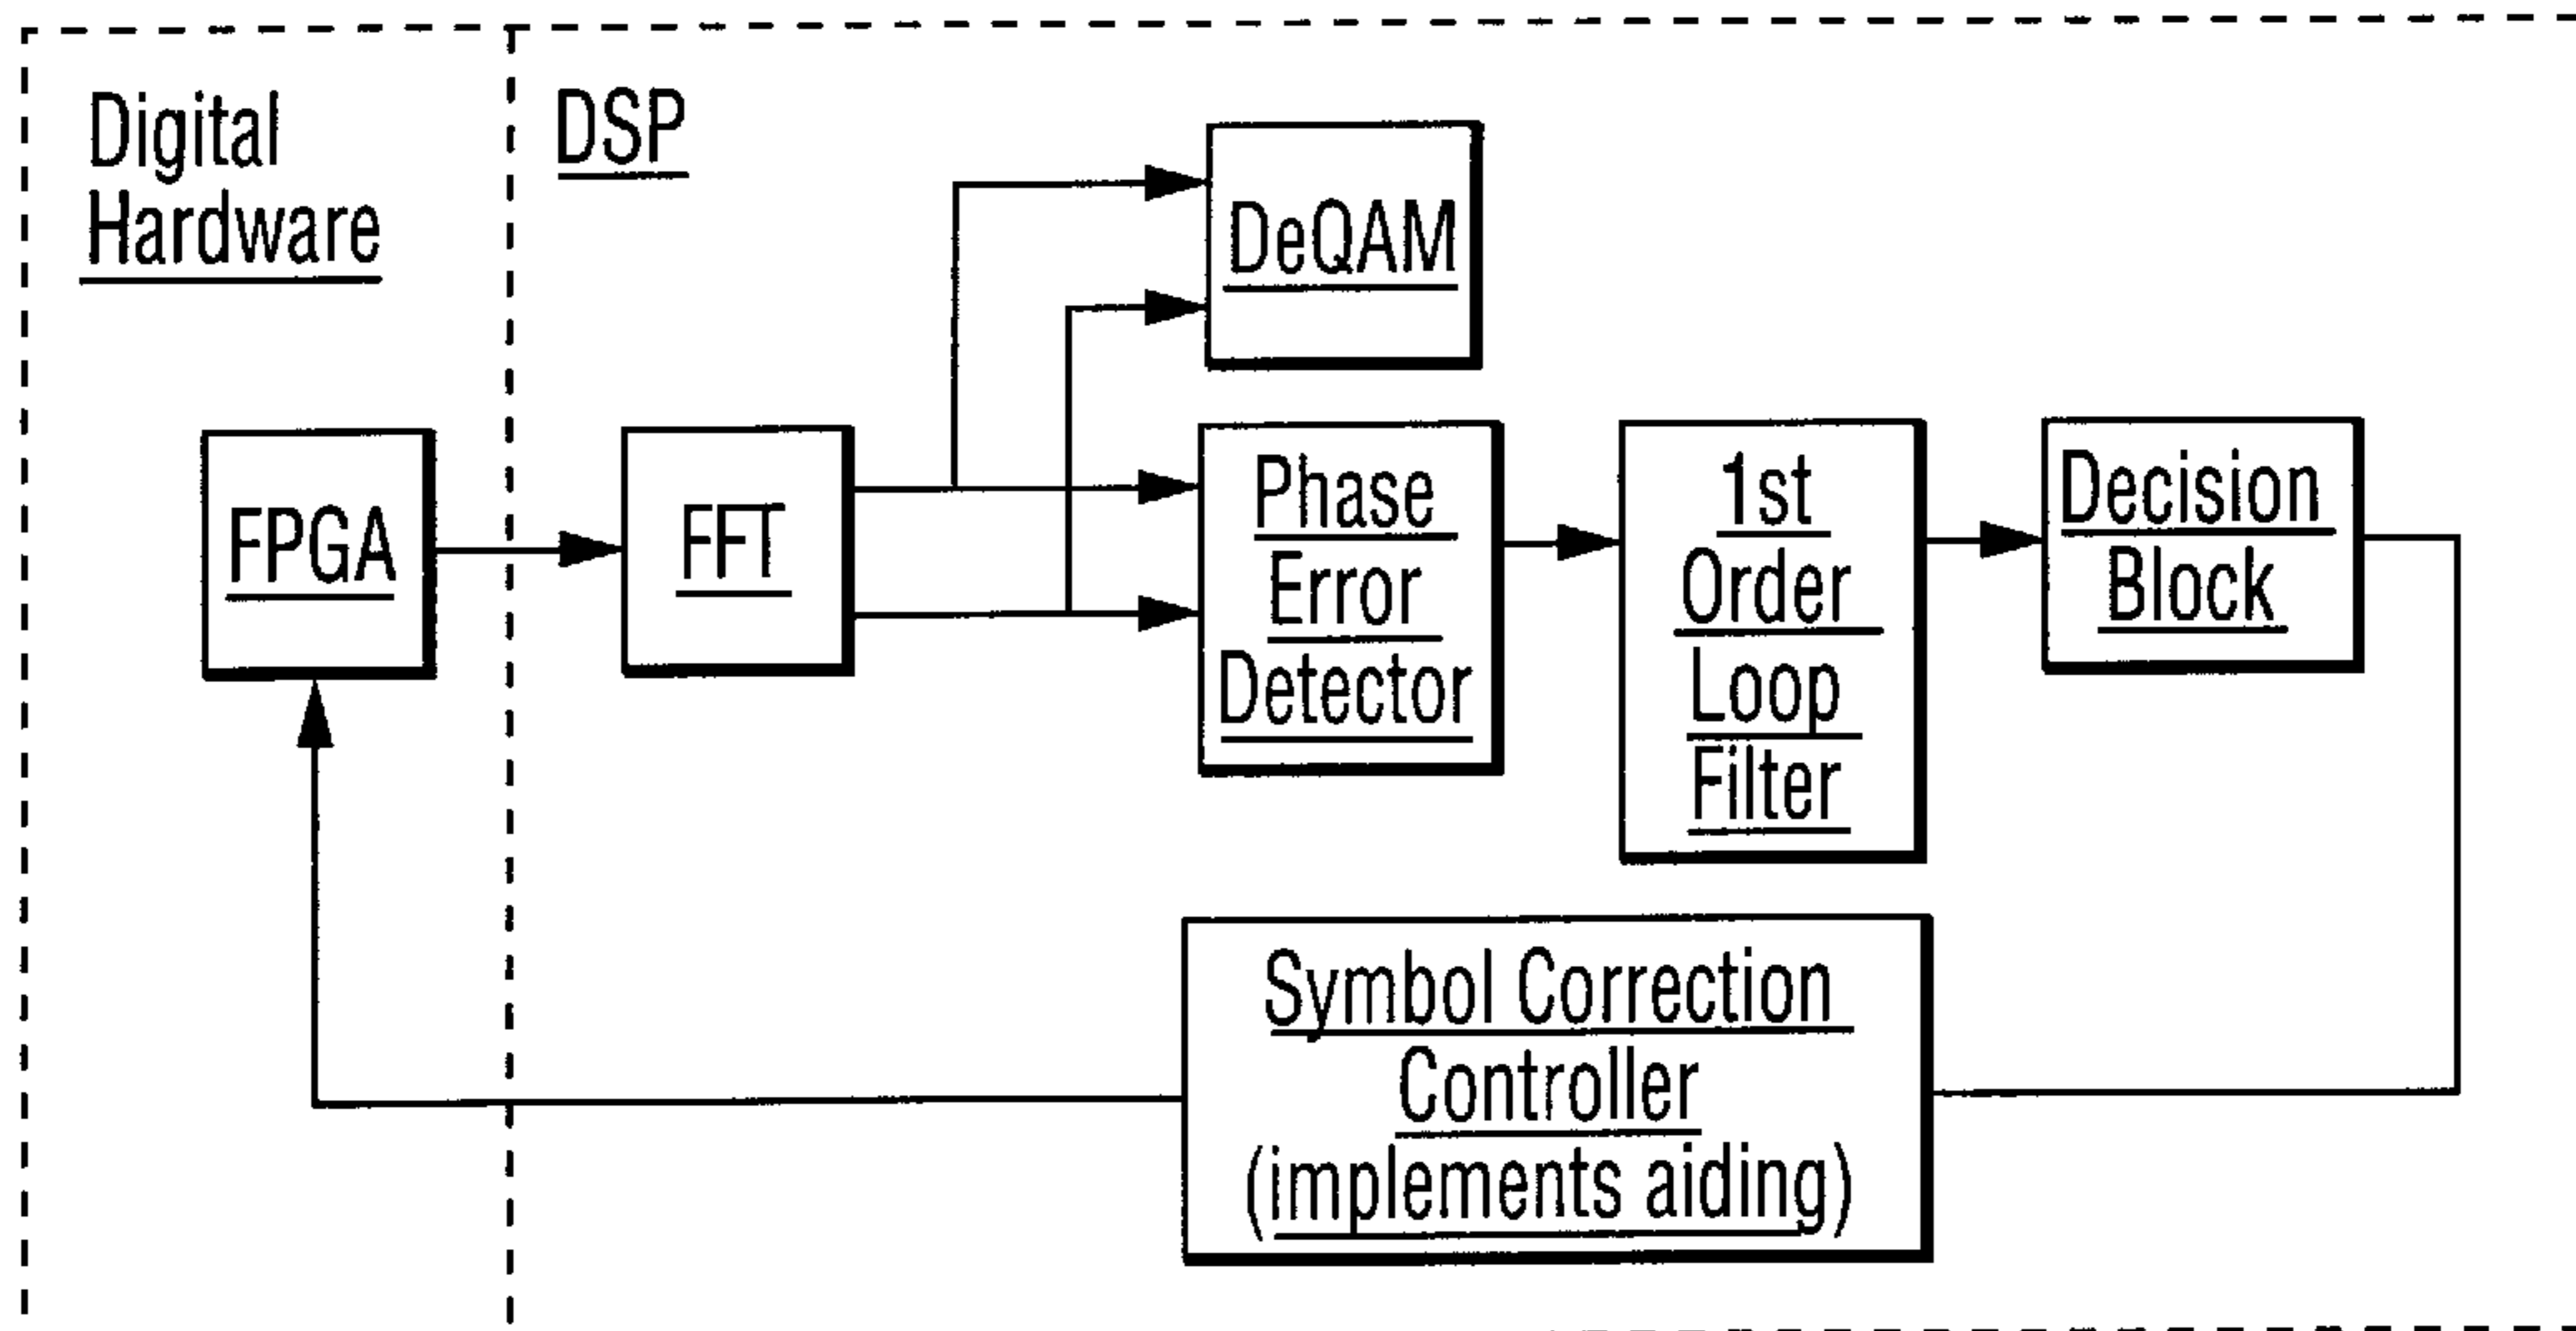 Digital
Hardware
DSP
DeQAM
FPGA
FFT
Phase
Error
Detector
1st
Order
Loop
Filter
Decision
Block
Symbol Correction
Controller
(implements aiding)